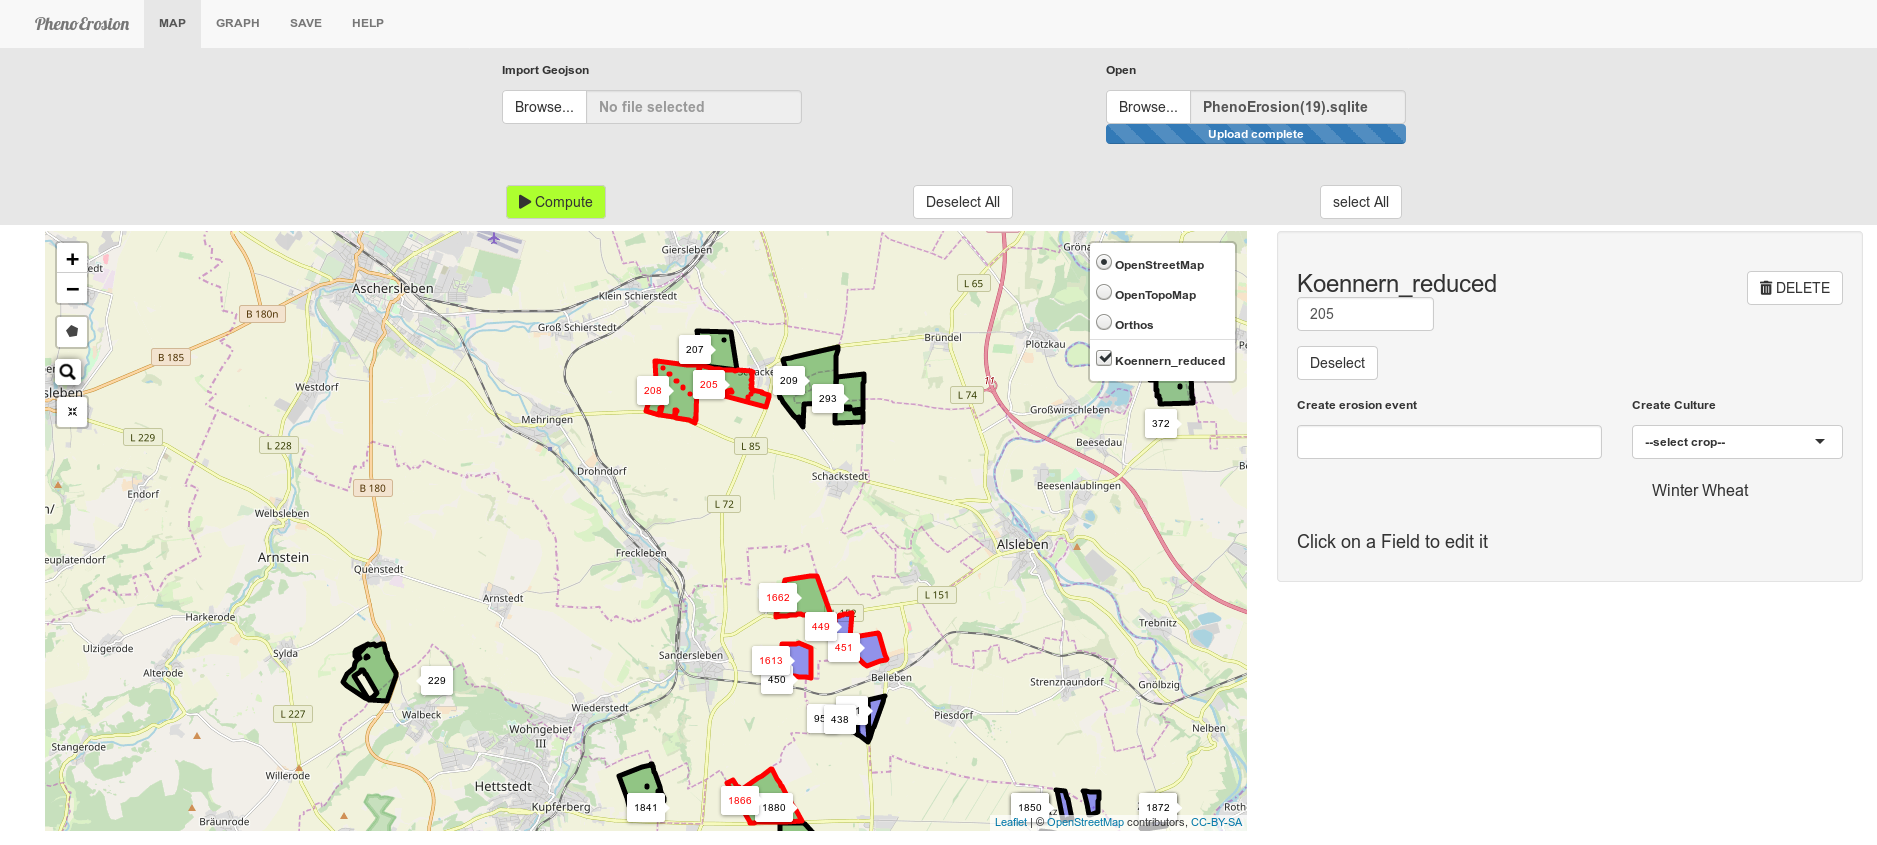 PhenoErosion MAP GRAPH SAVE HELP
Import Geojson
Open
Browse... No file selected
Browse... PhenoErosion(19).sqlite
Upload complete
Compute
Deselect All
select All
+
−
OpenStreetMap
OpenTopoMap
Orthos
Koennern_reduced
Giersleben
Aschersleben
Klein Schierstedt
L 65
B 180n
Groß Schierstedt
Bründel
Plötzkau
B 185
207
208
205
209
293
11
L 74
Westdorf
sleben
Mehringen
Großwirschleben
372
L 229
L 228
L 85
Beesedau
Drohndorf
Schackstedt
B 180
Endorf
L 72
Beesenlaublingen
Welbsleben
Alsleben
Freckleben
Arnstein
euplatendorf
Quenstedt
Arnstedt
1662
L 151
449
Harkerode
Trebnitz
451
Ulzigerode
Sylda
Sandersleben
1613
450
Alterode
229
Belleben
Strenznaundorf
Gnölbzig
L 227
Walbeck
Wiederstedt
438
Piesdorf
Wohngebiet
III
Nelben
Stangerode
Willerode
Hettstedt
Kupferberg
1841
1866
1880
1850
1872
Bräunrode
Leaflet | © OpenStreetMap contributors, CC-BY-SA
Koennern_reduced
DELETE
205
Deselect
Create erosion event
Create Culture
--select crop--
Winter Wheat
Click on a Field to edit it